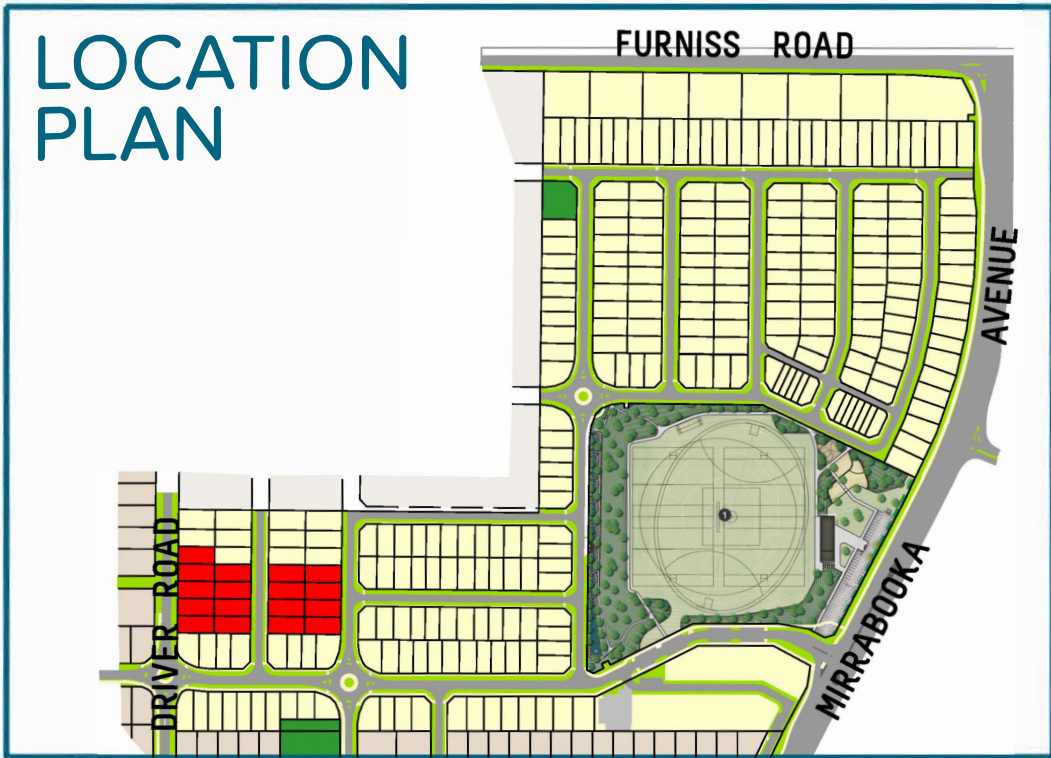 LOCATION
PLAN
FURNISS ROAD
AVENUE
1
DRIVER ROAD
MIRRABOOKA